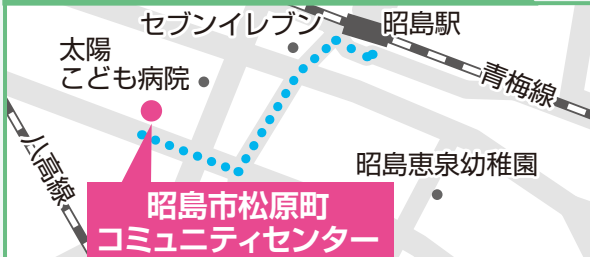 セブンイレブン
昭島駅
太陽
こども病院
青梅線
八高線
昭島恵泉幼稚園
昭島市松原町
コミュニティセンター